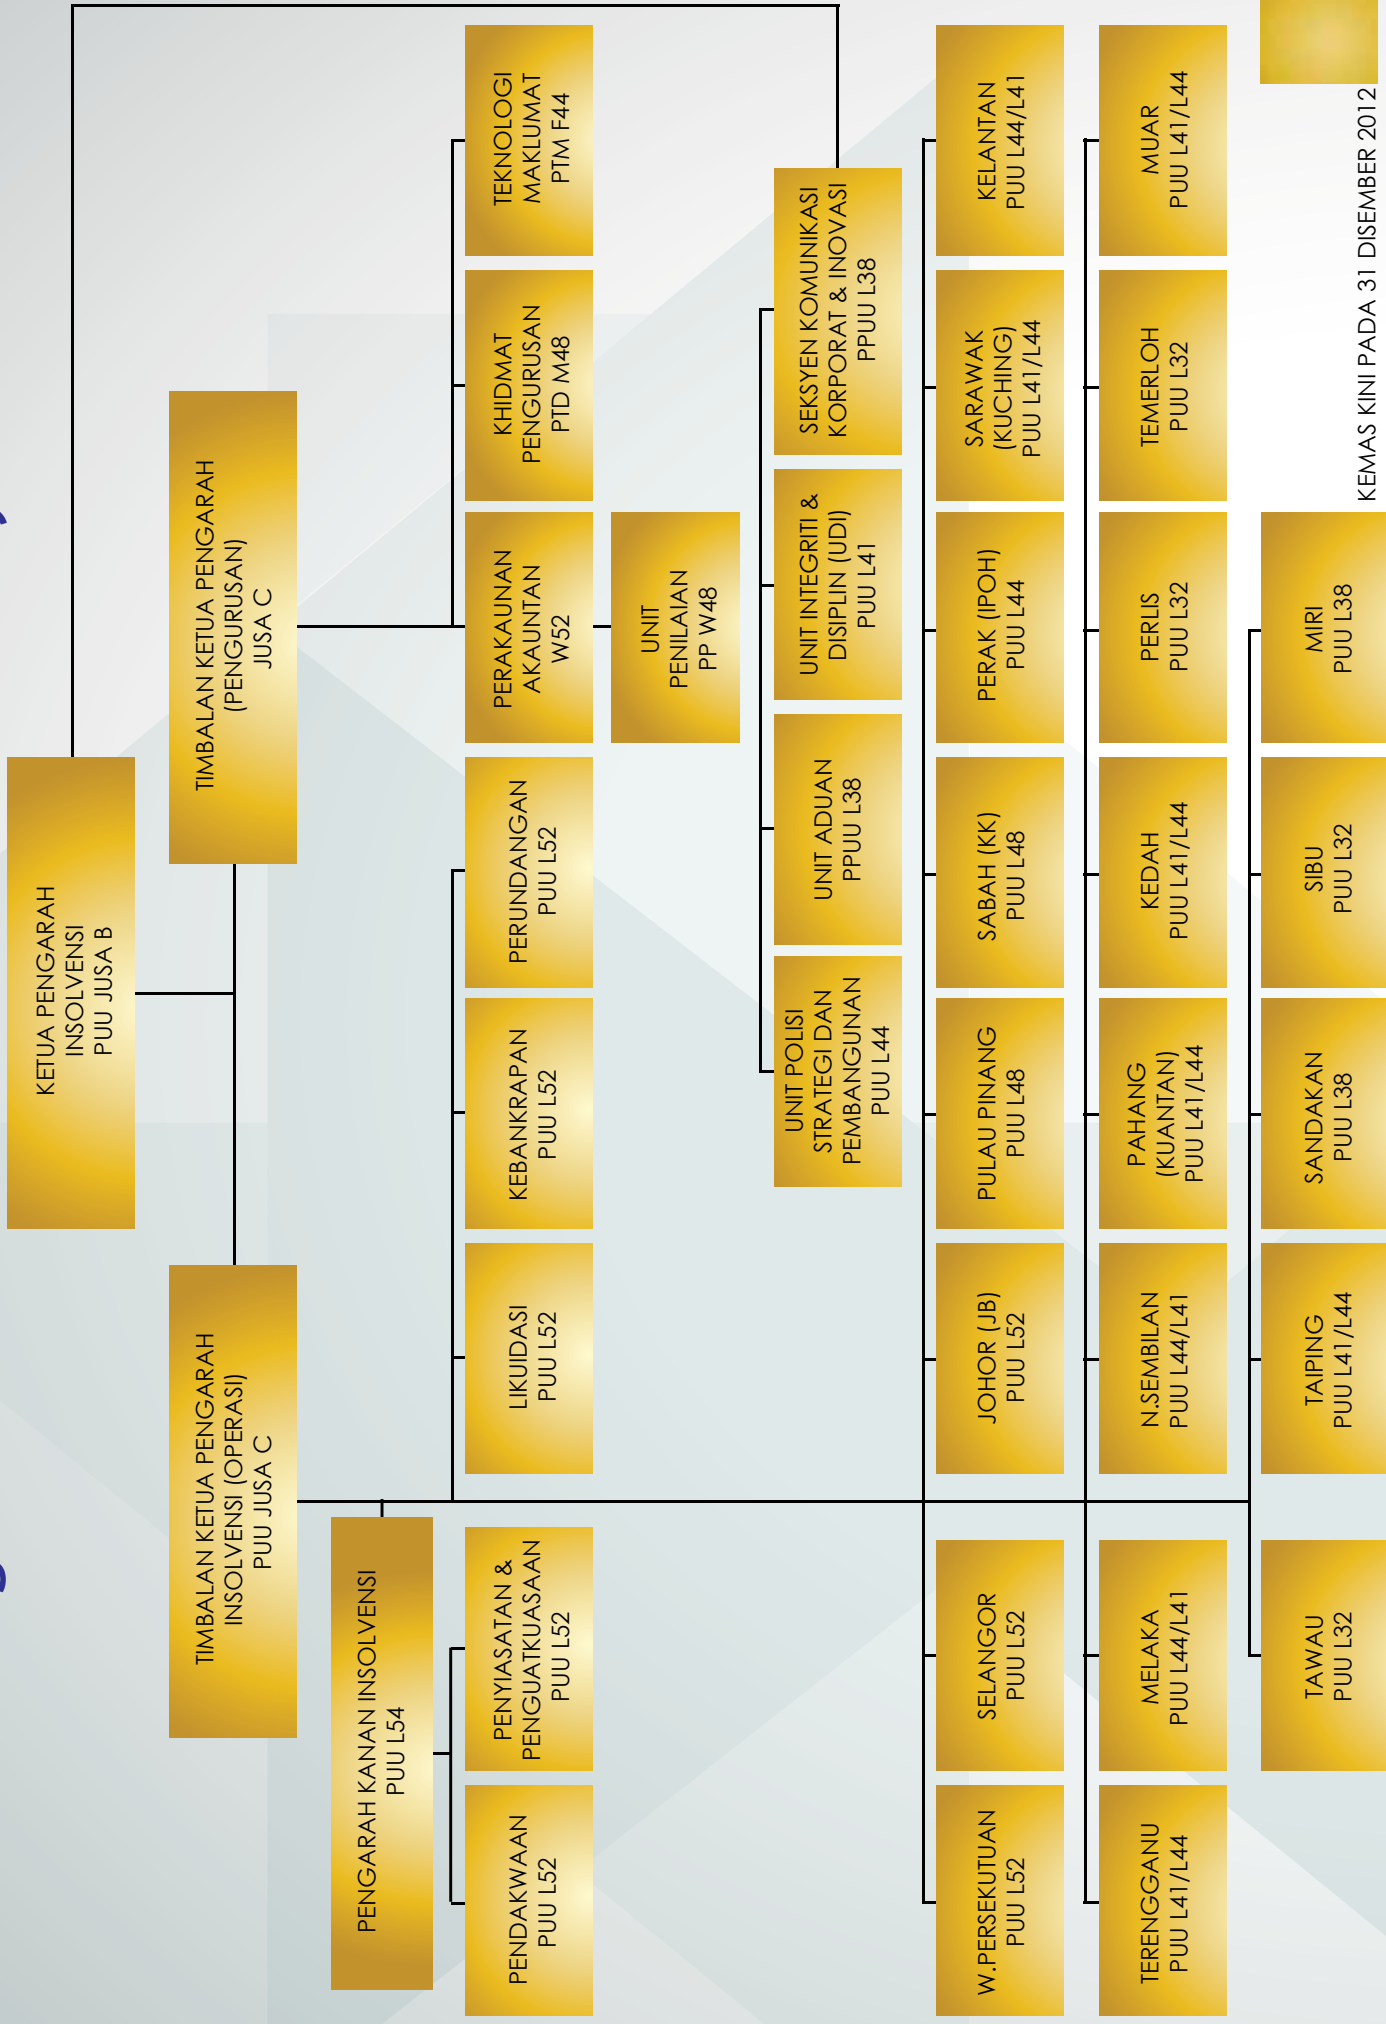 KETUA PENGARAH
INSOLVENSI
PUU JUSA B
TIMBALAN KETUA PENGARAH
INSOLVENSI (OPERASI)
PUU JUSA C
TIMBALAN KETUA PENGARAH
(PENGURUSAN)
JUSA C
PENGARAH KANAN INSOLVENSI
PUU L54
PENDAKWAAN
PUU L52
PENYIASATAN &
PENGUATKUASAAN
PUU L52
LIKUIDASI
PUU L52
KEBANKRAPAN
PUU L52
PERUNDANGAN
PUU L52
PERAKAUNAN
AKAUNTAN
W52
KHIDMAT
PENGURUSAN
PTD M48
TEKNOLOGI
MAKLUMAT
PTM F44
UNIT
PENILAIAN
PP W48
UNIT POLISI
STRATEGI DAN
PEMBANGUNAN
PUU L44
UNIT ADUAN
PPUU L38
UNIT INTEGRITI &
DISIPLIN (UDI)
PUU L41
SEKSYEN KOMUNIKASI
KORPORAT & INOVASI
PPUU L38
W.PERSEKUTUAN
PUU L52
SELANGOR
PUU L52
JOHOR (JB)
PUU L52
PULAU PINANG
PUU L48
SABAH (KK)
PUU L48
PERAK (IPOH)
PUU L44
SARAWAK
(KUCHING)
PUU L41/L44
KELANTAN
PUU L44/L41
TERENGGANU
PUU L41/L44
MELAKA
PUU L44/L41
N.SEMBILAN
PUU L44/L41
PAHANG
(KUANTAN)
PUU L41/L44
KEDAH
PUU L41/L44
PERLIS
PUU L32
TEMERLOH
PUU L32
MUAR
PUU L41/L44
TAWAU
PUU L32
TAIPING
PUU L41/L44
SANDAKAN
PUU L38
SIBU
PUU L32
MIRI
PUU L38
KEMAS KINI PADA 31 DISEMBER 2012